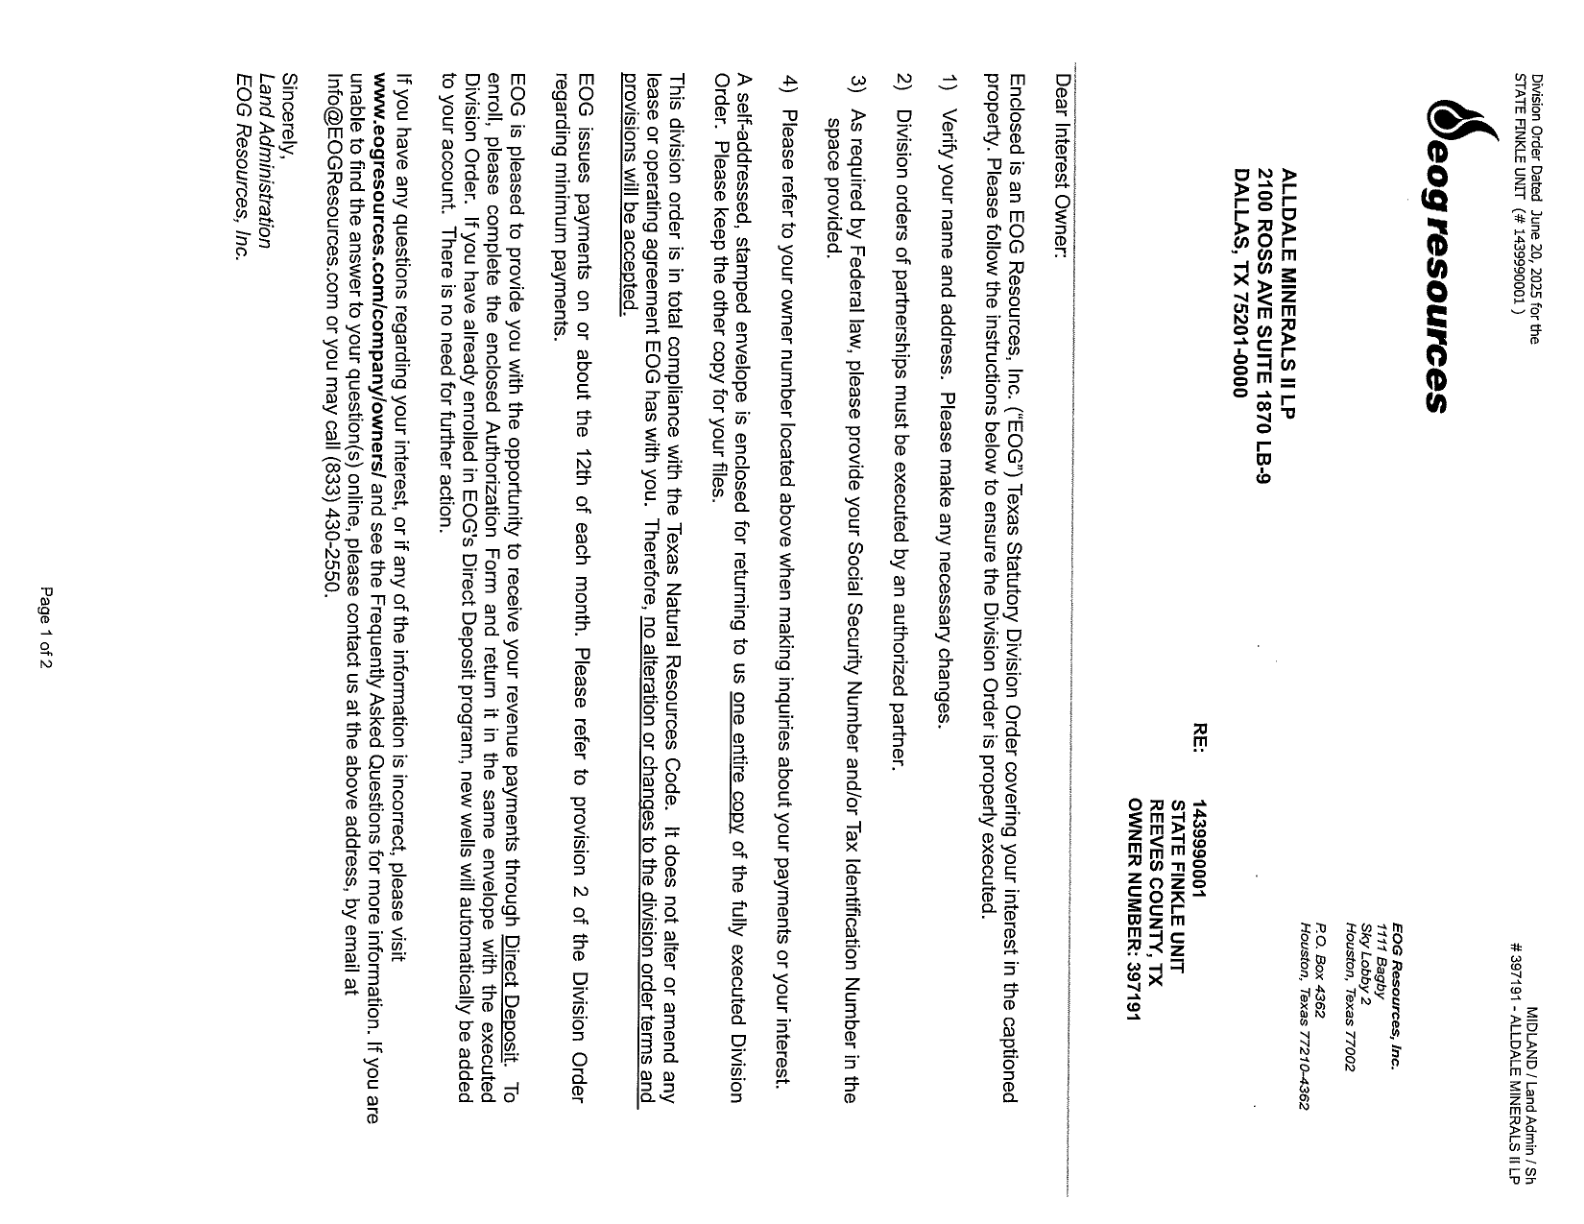 Division Order Dated June 20, 2025 for the
STATE FINKLE UNIT (# 1439990001 )
MIDLAND / Land Admin / Sh
# 397191 - ALLDALE MINERALS II LP
eog resources
EOG Resources, Inc.
1111 Bagby
Sky Lobby 2
Houston, Texas 77002
P.O. Box 4362
Houston, Texas 77210-4362
ALLDALE MINERALS II LP
2100 ROSS AVE SUITE 1870 LB-9
DALLAS, TX 75201-0000
RE: 1439990001
STATE FINKLE UNIT
REEVES COUNTY, TX
OWNER NUMBER: 397191
Dear Interest Owner:
Enclosed is an EOG Resources, Inc. (“EOG”) Texas Statutory Division Order covering your interest in the captioned
property. Please follow the instructions below to ensure the Division Order is properly executed.
1) Verify your name and address. Please make any necessary changes.
2) Division orders of partnerships must be executed by an authorized partner.
3) As required by Federal law, please provide your Social Security Number and/or Tax Identification Number in the
space provided.
4) Please refer to your owner number located above when making inquiries about your payments or your interest.
A self-addressed, stamped envelope is enclosed for returning to us one entire copy of the fully executed Division
Order. Please keep the other copy for your files.
This division order is in total compliance with the Texas Natural Resources Code. It does not alter or amend any
lease or operating agreement EOG has with you. Therefore, no alteration or changes to the division order terms and
provisions will be accepted.
EOG issues payments on or about the 12th of each month. Please refer to provision 2 of the Division Order
regarding minimum payments.
EOG is pleased to provide you with the opportunity to receive your revenue payments through Direct Deposit. To
enroll, please complete the enclosed Authorization Form and return it in the same envelope with the executed
Division Order. If you have already enrolled in EOG's Direct Deposit program, new wells will automatically be added
to your account. There is no need for further action.
If you have any questions regarding your interest, or if any of the information is incorrect, please visit
www.eogresources.com/company/owners/ and see the Frequently Asked Questions for more information. If you are
unable to find the answer to your question(s) online, please contact us at the above address, by email at
Info@EOGResources.com or you may call (833) 430-2550.
Sincerely,
Land Administration
EOG Resources, Inc.
Page 1 of 2